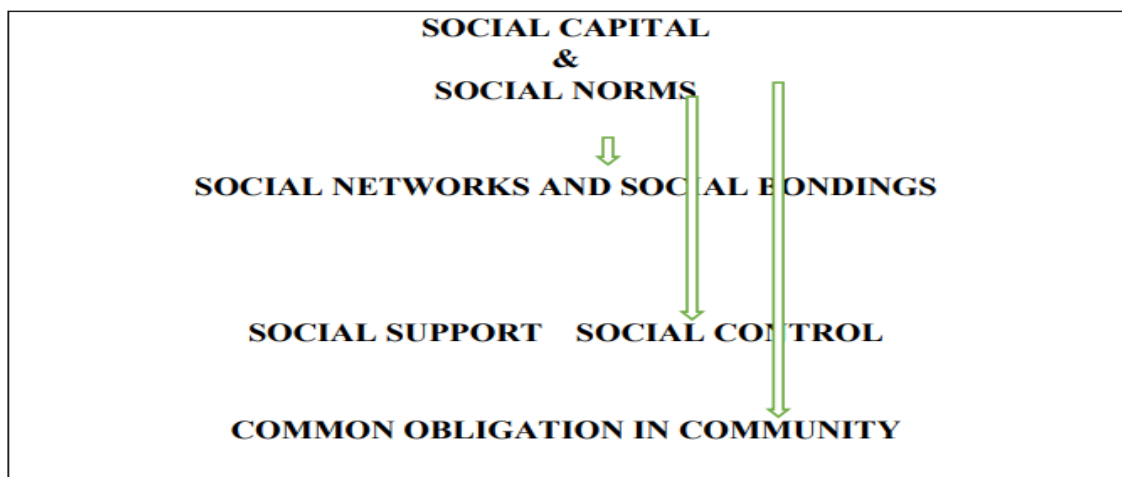 SOCIAL CAPITAL
&
SOCIAL NORMS
SOCIAL NETWORKS AND SOCIAL BONDINGS
SOCIAL SUPPORT SOCIAL CONTROL
COMMON OBLIGATION IN COMMUNITY